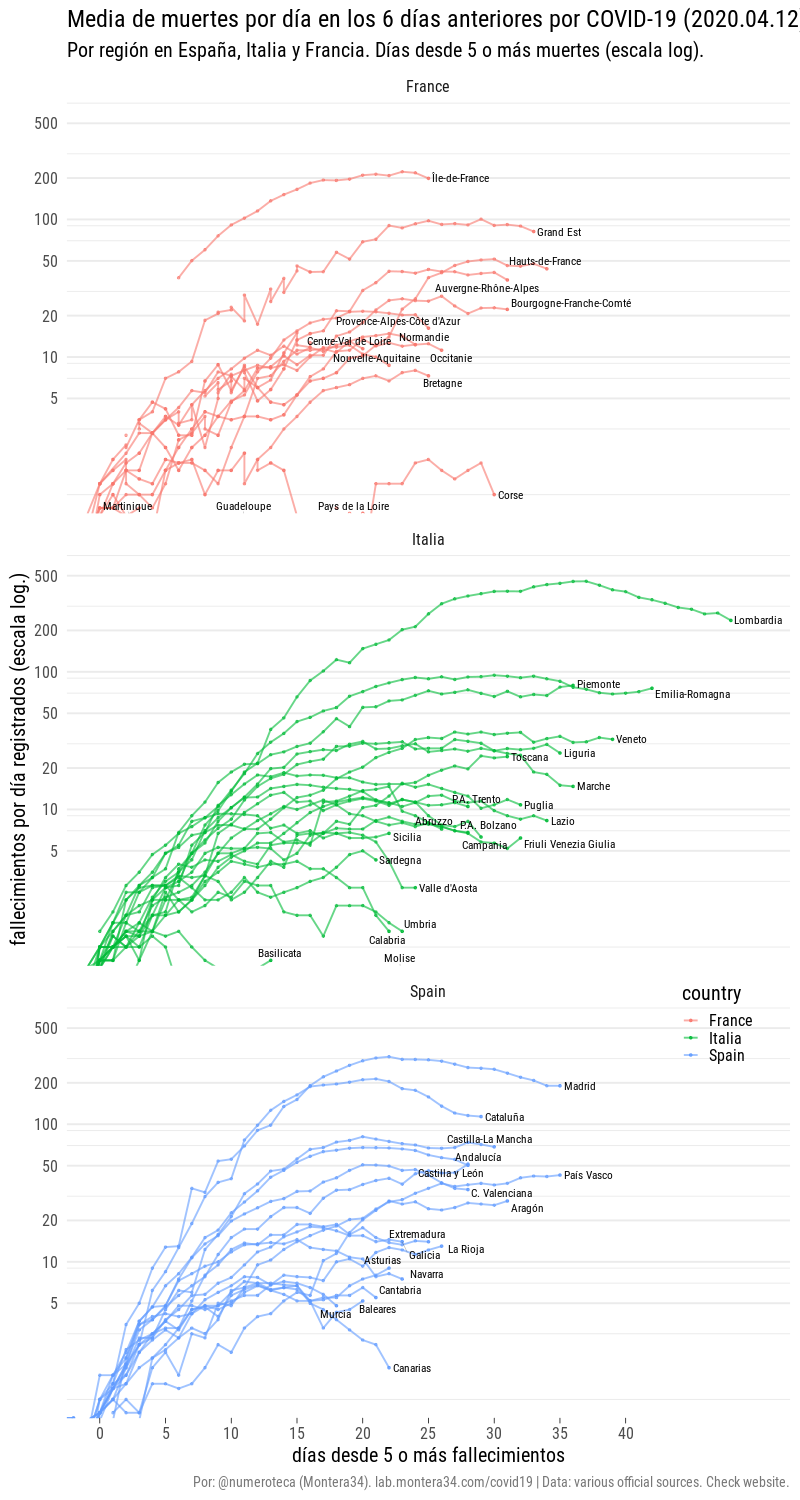 Media de muertes por día en los 6 días anteriores por COVID-19 (2020.04.12)
Por región en España, Italia y Francia. Días desde 5 o más muertes (escala log).
France
500
200
100
50
20
10
5
Île-de-France
Grand Est
Hauts-de-France
Auvergne-Rhône-Alpes
Bourgogne-Franche-Comté
Provence-Alpes-Côte d'Azur
Centre-Val de Loire
Normandie
Nouvelle-Aquitaine
Occitanie
Bretagne
Corse
Martinique
Guadeloupe
Pays de la Loire
fallecimientos por día registrados (escala log.)
Italia
500
200
100
50
20
10
5
Lombardia
Piemonte
Emilia-Romagna
Veneto
Liguria
Toscana
Marche
P.A. Trento
Puglia
Abruzzo
P.A. Bolzano
Lazio
Sicilia
Campania
Friuli Venezia Giulia
Sardegna
Valle d'Aosta
Umbria
Calabria
Basilicata
Molise
Spain
500
200
100
50
20
10
5
country
France
Italia
Spain
Madrid
Cataluña
Castilla-La Mancha
Andalucía
Castilla y León
País Vasco
C. Valenciana
Aragón
Extremadura
La Rioja
Asturias
Galicia
Navarra
Cantabria
Murcia
Baleares
Canarias
0
5
10
15
20
25
30
35
40
días desde 5 o más fallecimientos
Por: @numeroteca (Montera34). lab.montera34.com/covid19 | Data: various official sources. Check website.